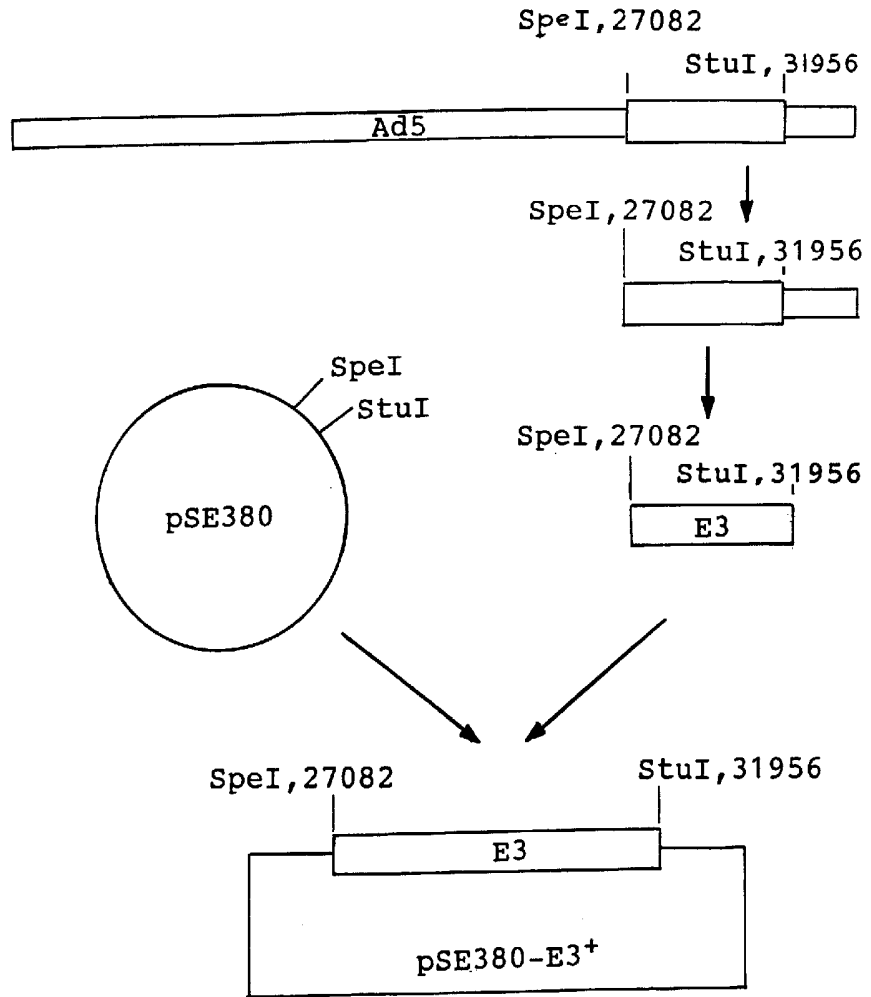 SpeI,27082
StuI,31956
Ad5
SpeI,27082
StuI,31956
SpeI
StuI
pSE380
SpeI,27082
StuI,31956
E3
SpeI,27082
StuI,31956
E3
pSE380-E3⁺